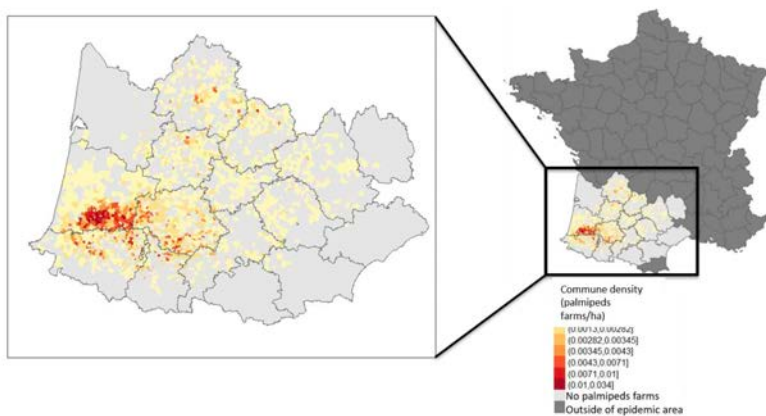 Commune density
(palmipeds
farms/ha)
(0.0013,0.00282]
(0.00282,0.00345]
(0.00345,0.0043]
(0.0043,0.0071]
(0.0071,0.01]
(0.01,0.034]
No palmipeds farms
Outside of epidemic area